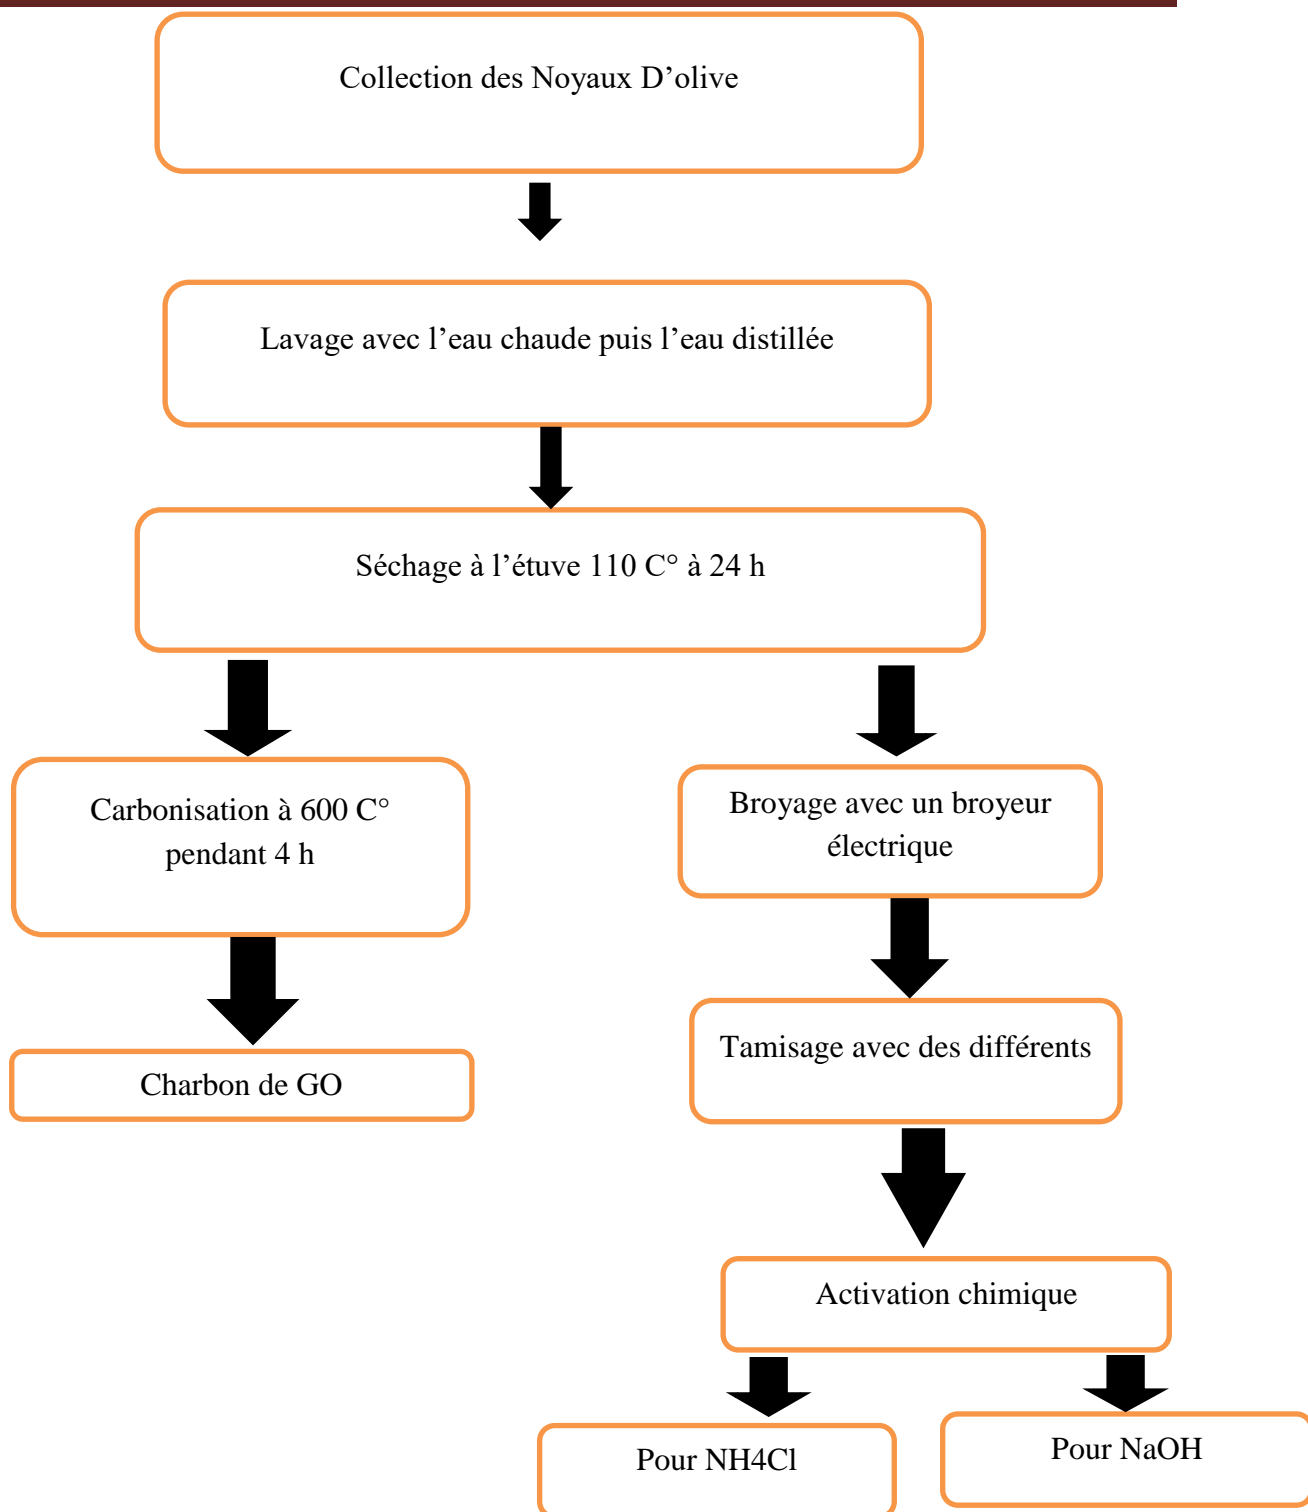 Collection des Noyaux D’olive
Lavage avec l’eau chaude puis l’eau distillée
Séchage à l’étuve 110 C° à 24 h
Carbonisation à 600 C°
pendant 4 h
Charbon de GO
Broyage avec un broyeur
électrique
Tamisage avec des différents
Activation chimique
Pour NH4Cl
Pour NaOH